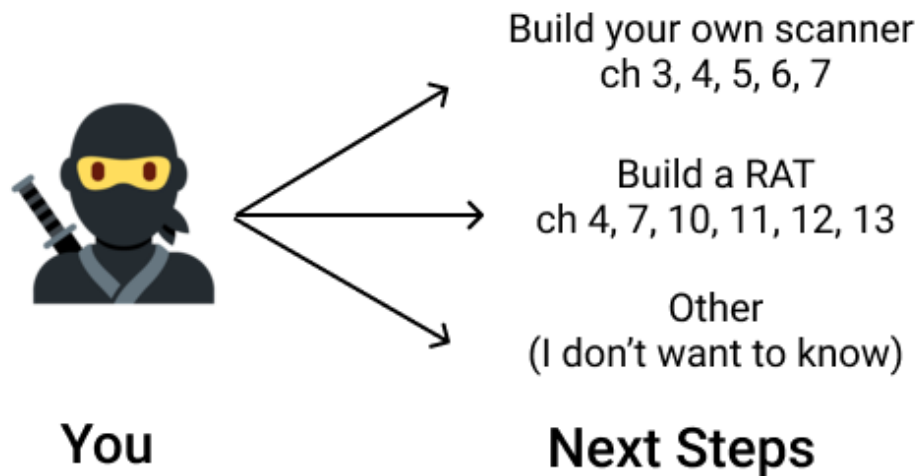 Build your own scanner
ch 3, 4, 5, 6, 7
Build a RAT
ch 4, 7, 10, 11, 12, 13
Other
(I don’t want to know)
You
Next Steps